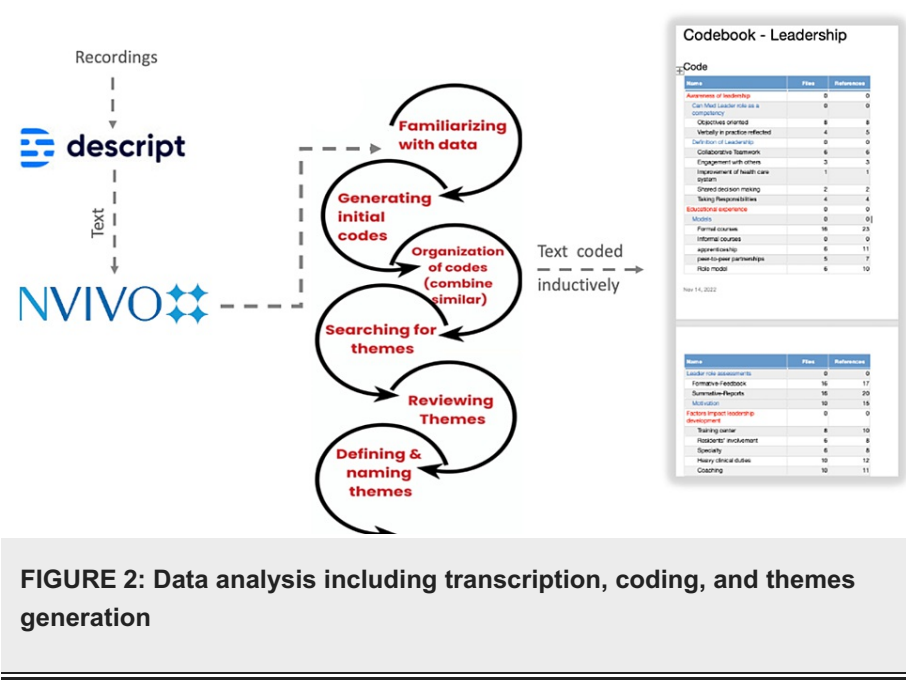 Recordings
descript
Text
NVIVO
Familiarizing
with data
Generating
initial
codes
Organization
of codes
(combine
similar)
Searching for
themes
Reviewing
Themes
Defining &
naming
themes
Text coded
inductively
Codebook - Leadership
Code
Name Files References
Awareness of leadership. 0 0
Can Med Leader role as a
competency 0 0
Objectives oriented 8 8
Verbally in practice reflected 4 5
Definition of Leadership 0 0
Collaborative Teamwork 6 6
Engagement with others 3 3
Improvement of health care
system 1 1
Shared decision making 2 2
Taking Responsibilities 4 4
Educational experience 0 0
Models 0 0
Formal courses 16 23
Informal courses 0 0
apprenticeship 6 11
peer-to-peer partnerships 5 7
Role model 6 10
Nov 14, 2022
Name Files References
Leader role assessments 0 0
Formative-Feedback 16 17
Summative-Reports 16 20
Motivation 10 15
Factors impact leadership
development 0 0
Training center 8 10
Residents' involvement 6 8
Specialty 6 8
Heavy clinical duties 10 12
Coaching 10 11
FIGURE 2: Data analysis including transcription, coding, and themes
generation